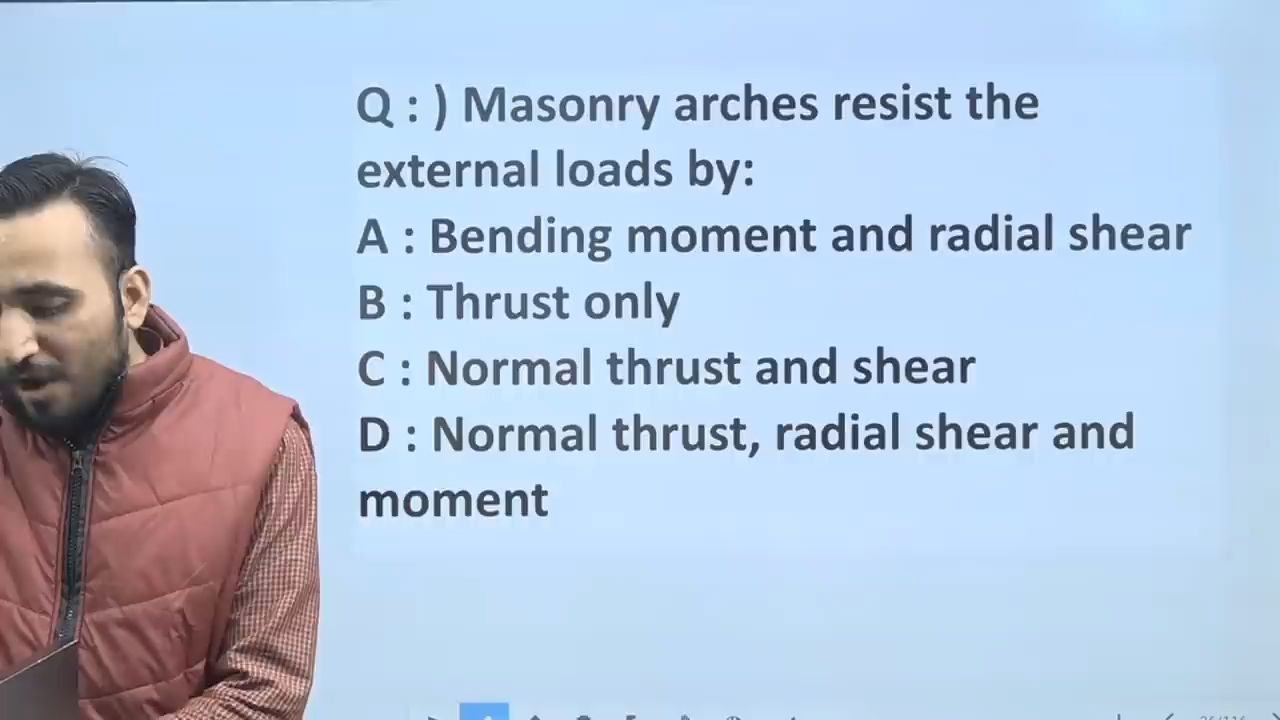 Q : ) Masonry arches resist the
external loads by:
A : Bending moment and radial shear
B : Thrust only
C : Normal thrust and shear
D : Normal thrust, radial shear and
moment